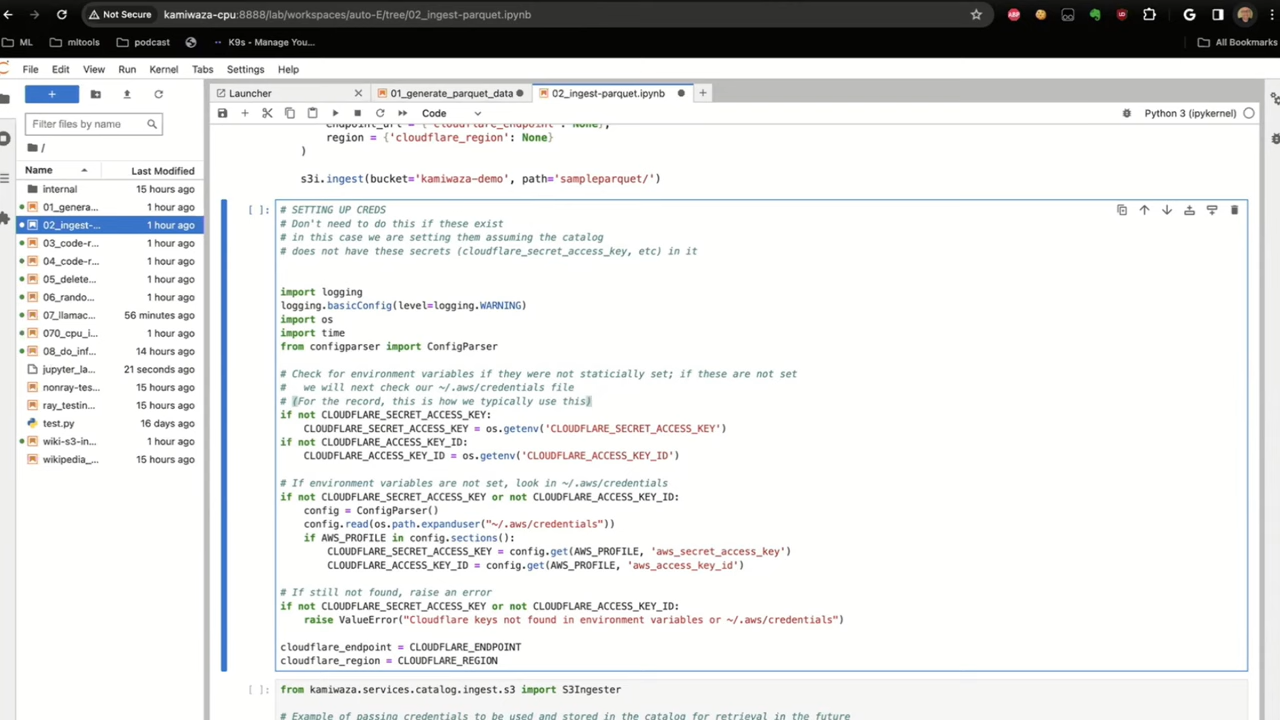 Not Secure kamiwaza-cpu:8888/lab/workspaces/auto-E/tree/02_ingest-parquet.ipynb
ML mltools podcast K9s - Manage You... All Bookmarks
File Edit View Run Kernel Tabs Settings Help
Launcher 01_generate_parquet_data 02_ingest-parquet.ipynb
Code Python 3 (ipykernel)
Filter files by name
/
Name Last Modified
internal 15 hours ago
01_genera... 1 hour ago
02_ingest-... 1 hour ago
03_code-r... 1 hour ago
04_code-r... 1 hour ago
05_delete... 1 hour ago
06_rando... 1 hour ago
07_llamac... 56 minutes ago
070_cpu_i... 1 hour ago
08_do_inf... 14 hours ago
jupyter_la... 21 seconds ago
nonray-tes... 15 hours ago
ray_testin... 15 hours ago
test.py 16 days ago
wiki-s3-in... 1 hour ago
wikipedia_... 15 hours ago
endpoint_url = {'cloudflare_endpoint': None},
region = {'cloudflare_region': None}
)
s3i.ingest(bucket='kamiwaza-demo', path='sampleparquet/')
[ ]: # SETTING UP CREDS
# Don't need to do this if these exist
# in this case we are setting them assuming the catalog
# does not have these secrets (cloudflare_secret_access_key, etc) in it
import logging
logging.basicConfig(level=logging.WARNING)
import os
import time
from configparser import ConfigParser
# Check for environment variables if they were not staticially set; if these are not set
#   we will next check our ~/.aws/credentials file
# (For the record, this is how we typically use this)
if not CLOUDFLARE_SECRET_ACCESS_KEY:
CLOUDFLARE_SECRET_ACCESS_KEY = os.getenv('CLOUDFLARE_SECRET_ACCESS_KEY')
if not CLOUDFLARE_ACCESS_KEY_ID:
CLOUDFLARE_ACCESS_KEY_ID = os.getenv('CLOUDFLARE_ACCESS_KEY_ID')
# If environment variables are not set, look in ~/.aws/credentials
if not CLOUDFLARE_SECRET_ACCESS_KEY or not CLOUDFLARE_ACCESS_KEY_ID:
config = ConfigParser()
config.read(os.path.expanduser("~/.aws/credentials"))
if AWS_PROFILE in config.sections():
CLOUDFLARE_SECRET_ACCESS_KEY = config.get(AWS_PROFILE, 'aws_secret_access_key')
CLOUDFLARE_ACCESS_KEY_ID = config.get(AWS_PROFILE, 'aws_access_key_id')
# If still not found, raise an error
if not CLOUDFLARE_SECRET_ACCESS_KEY or not CLOUDFLARE_ACCESS_KEY_ID:
raise ValueError("Cloudflare keys not found in environment variables or ~/.aws/credentials")
cloudflare_endpoint = CLOUDFLARE_ENDPOINT
cloudflare_region = CLOUDFLARE_REGION
[ ]: from kamiwaza.services.catalog.ingest.s3 import S3Ingester
# Example of passing credentials to be used and stored in the catalog for retrieval in the future